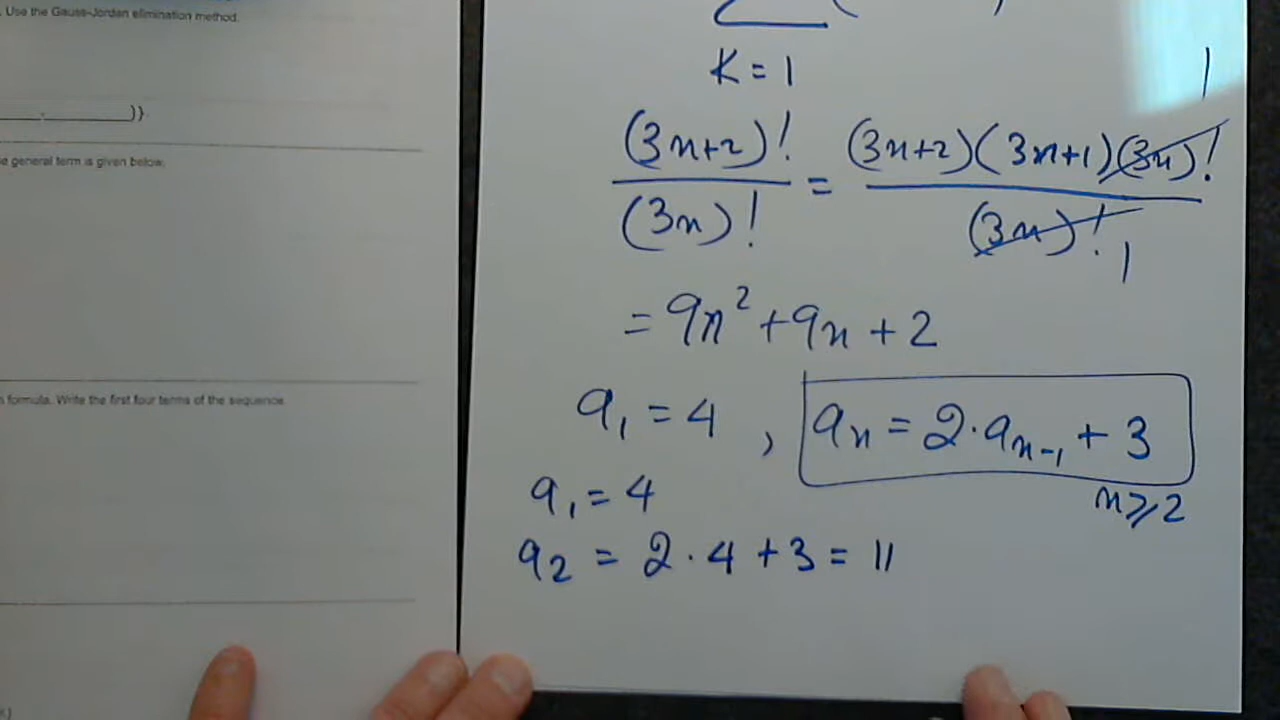 . Use the Gauss-Jordan elimination method.
)}.
e general term is given below.
formula. Write the first four terms of the sequence
K = 1
1
(3n+2)! / (3n)! = (3n+2)(3n+1)(3n)! / (3n)! 1
= 9n² + 9n + 2
a₁ = 4 , aₙ = 2·aₙ₋₁ + 3
n ⩾ 2
a₁ = 4
a₂ = 2 · 4 + 3 = 11